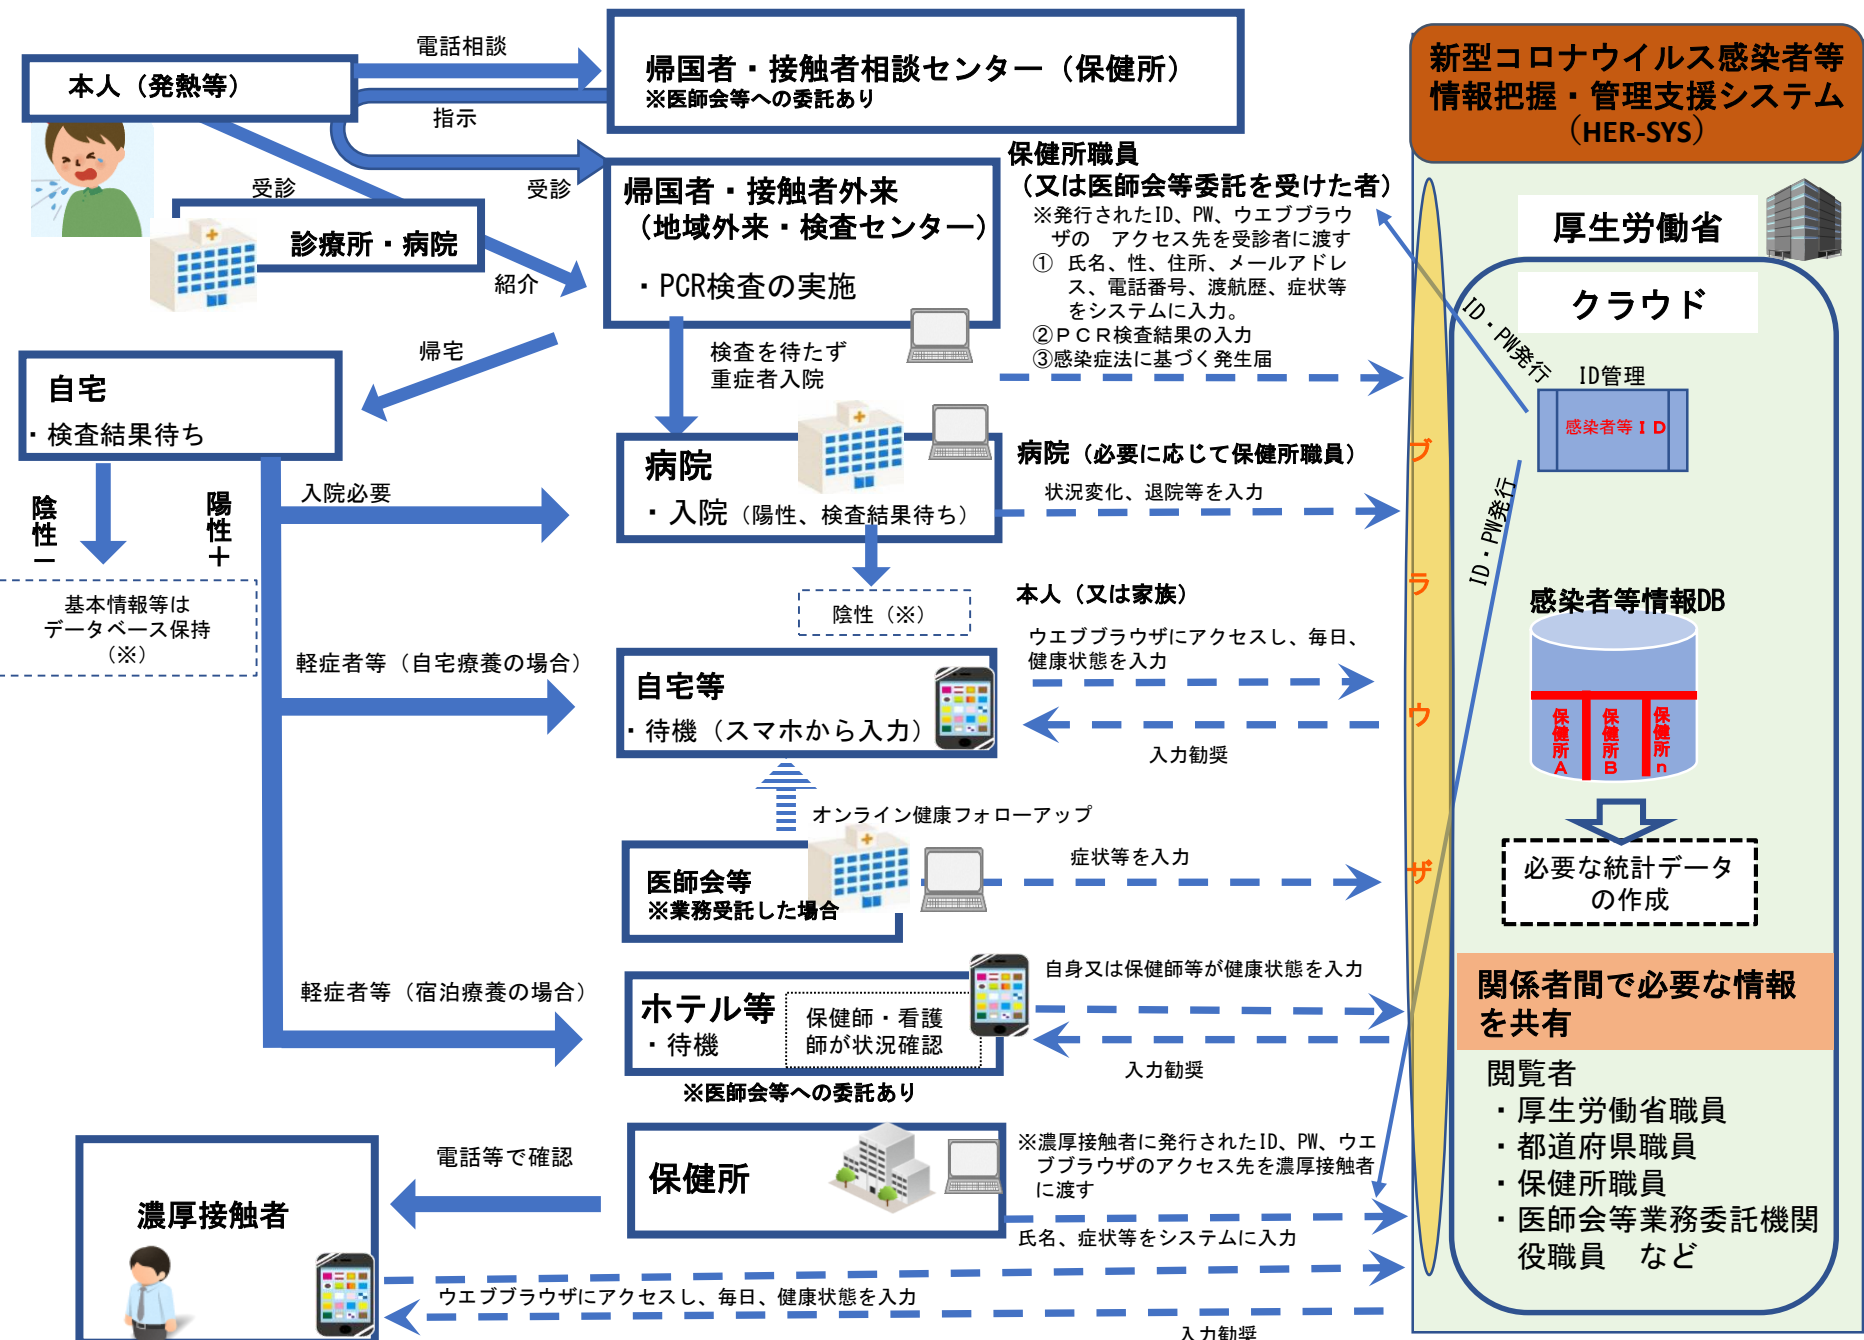 電話相談
本人（発熱等）
帰国者・接触者相談センター（保健所）
※医師会等への委託あり
指示
受診
受診
診療所・病院
紹介
帰国者・接触者外来
（地域外来・検査センター）
・PCR検査の実施
保健所職員
（又は医師会等委託を受けた者）
※発行されたID、PW、ウエブブラウ
ザの　アクセス先を受診者に渡す
① 氏名、性、住所、メールアドレ
ス、電話番号、渡航歴、症状等
をシステムに入力。
②ＰＣＲ検査結果の入力
③感染症法に基づく発生届
帰宅
検査を待たず
重症者入院
自宅
・検査結果待ち
陰性－
陽性＋
入院必要
病院
・入院（陽性、検査結果待ち）
病院（必要に応じて保健所職員）
状況変化、退院等を入力
基本情報等は
データベース保持
（※）
陰性（※）
軽症者等（自宅療養の場合）
自宅等
・待機（スマホから入力）
本人（又は家族）
ウエブブラウザにアクセスし、毎日、
健康状態を入力
入力勧奨
オンライン健康フォローアップ
医師会等
※業務受託した場合
症状等を入力
軽症者等（宿泊療養の場合）
ホテル等
・待機
保健師・看護
師が状況確認
自身又は保健師等が健康状態を入力
入力勧奨
※医師会等への委託あり
濃厚接触者
電話等で確認
保健所
※濃厚接触者に発行されたID、PW、ウエ
ブブラウザのアクセス先を濃厚接触者
に渡す
氏名、症状等をシステムに入力
ウエブブラウザにアクセスし、毎日、健康状態を入力
入力勧奨
新型コロナウイルス感染者等
情報把握・管理支援システム
（HER-SYS）
ブラウザ
厚生労働省
クラウド
ID・PW発行
ID管理
感染者等ＩＤ
ID・PW発行
感染者等情報DB
保健所A
保健所B
保健所n
必要な統計データ
の作成
関係者間で必要な情報
を共有
閲覧者
・厚生労働省職員
・都道府県職員
・保健所職員
・医師会等業務委託機関
役職員　など